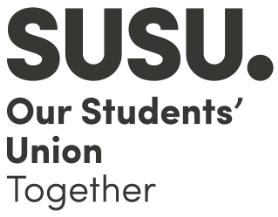 SUSU.
Our Students’
Union
Together